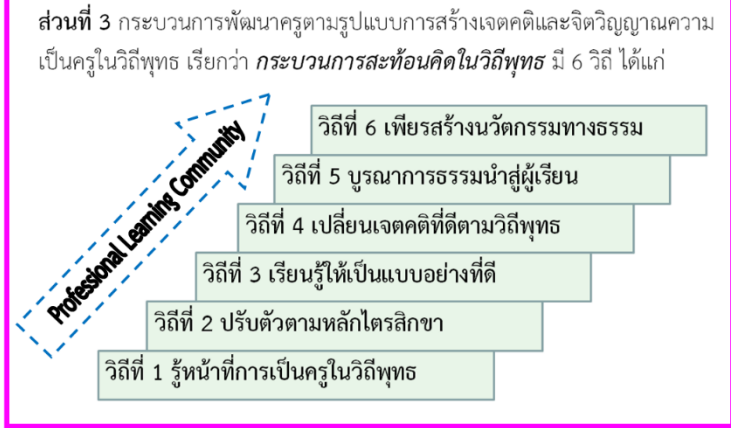 ส่วนที่ 3 กระบวนการพัฒนาครูตามรูปแบบการสร้างเจตคติและจิตวิญญาณความ
เป็นครูในวิถีพุทธ เรียกว่า กระบวนการสะท้อนคิดในวิถีพุทธ มี 6 วิถี ได้แก่
Professional Learning Community
วิถีที่ 6 เพียรสร้างนวัตกรรมทางธรรม
วิถีที่ 5 บูรณาการธรรมนำสู่ผู้เรียน
วิถีที่ 4 เปลี่ยนเจตคติที่ดีตามวิถีพุทธ
วิถีที่ 3 เรียนรู้ให้เป็นแบบอย่างที่ดี
วิถีที่ 2 ปรับตัวตามหลักไตรสิกขา
วิถีที่ 1 รู้หน้าที่การเป็นครูในวิถีพุทธ